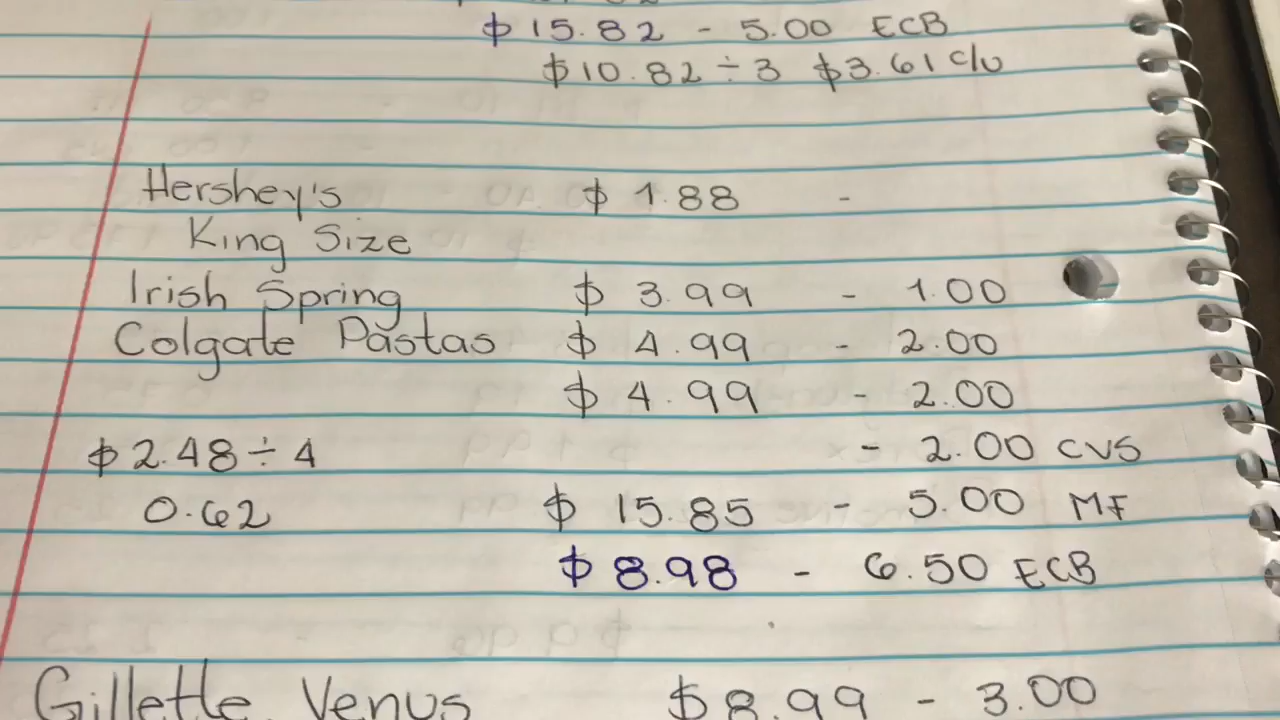 $ 15.82 - 5.00 ECB
$10.82 ÷ 3 $3.61 c/u
Hershey's $ 1.88 -
King Size
Irish Spring $ 3.99 - 1.00
Colgate Pastas $ 4.99 - 2.00
$ 4.99 - 2.00
$ 2.48 ÷ 4 - 2.00 CVS
0.62 $ 15.85 - 5.00 MF
$ 8.98 - 6.50 ECB
Gillette Venus $8.99 - 3.00